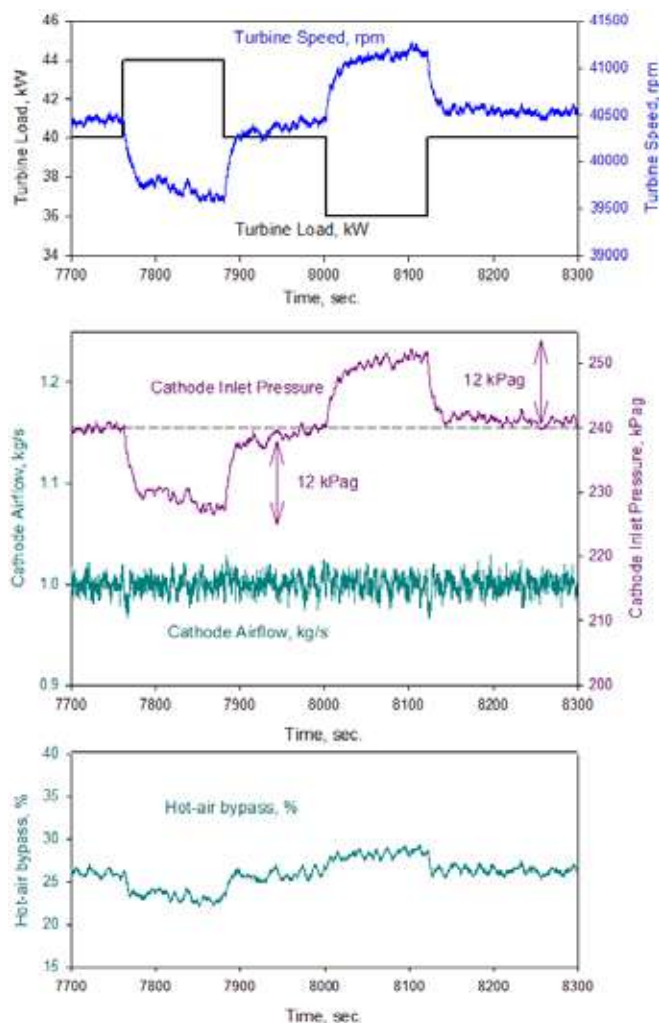 Turbine Load, kW
46
44
42
40
38
36
34
Turbine Speed, rpm
Turbine Load, kW
41500
41000
40500
40000
39500
39000
Turbine Speed, rpm
7700 7800 7900 8000 8100 8200 8300
Time, sec.
Cathode Airflow, kg/s
1.2
1.1
1.0
0.9
Cathode Inlet Pressure
12 kPag
12 kPag
Cathode Airflow, kg/s
250
240
230
220
210
200
Cathode Inlet Pressure, kPag
7700 7800 7900 8000 8100 8200 8300
Time, sec.
Hot-air bypass, %
40
35
30
25
20
15
Hot-air bypass, %
7700 7800 7900 8000 8100 8200 8300
Time, sec.